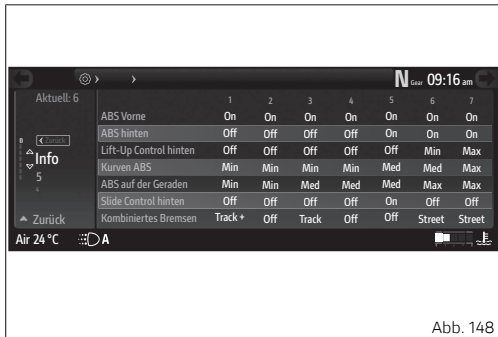 N Gear 09:16 am
Aktuell: 6
1 2 3 4 5 6 7
ABS Vorne On On On On On On On
ABS hinten Off Off Off Off On On On
Zurück
Lift-Up Control hinten Off Off Off Off Off Min Max
Info
Kurven ABS Min Min Min Min Med Med Max
5
ABS auf der Geraden Min Min Med Med Med Max Max
Slide Control hinten Off Off Off Off On Off Off
Zurück
Kombiniertes Bremsen Track + Off Track Off Off Street Street
Air 24 °C A
Abb. 148